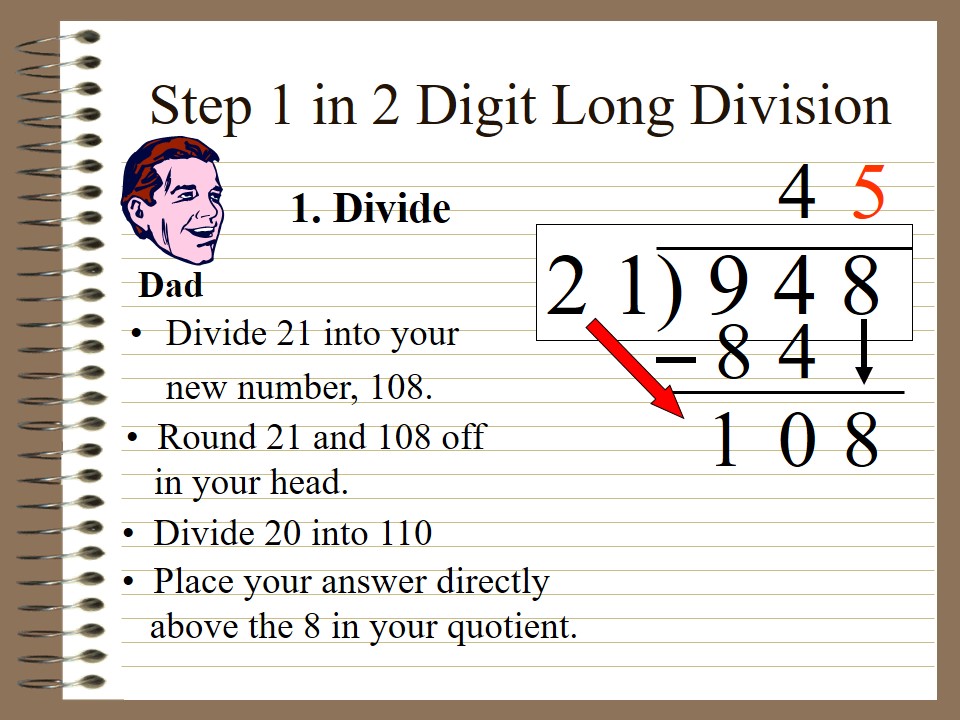 Step 1 in 2 Digit Long Division
1. Divide
Dad
• Divide 21 into your
new number, 108.
• Round 21 and 108 off
in your head.
• Divide 20 into 110
• Place your answer directly
above the 8 in your quotient.
4 5
2 1) 9 4 8
– 8 4
1 0 8